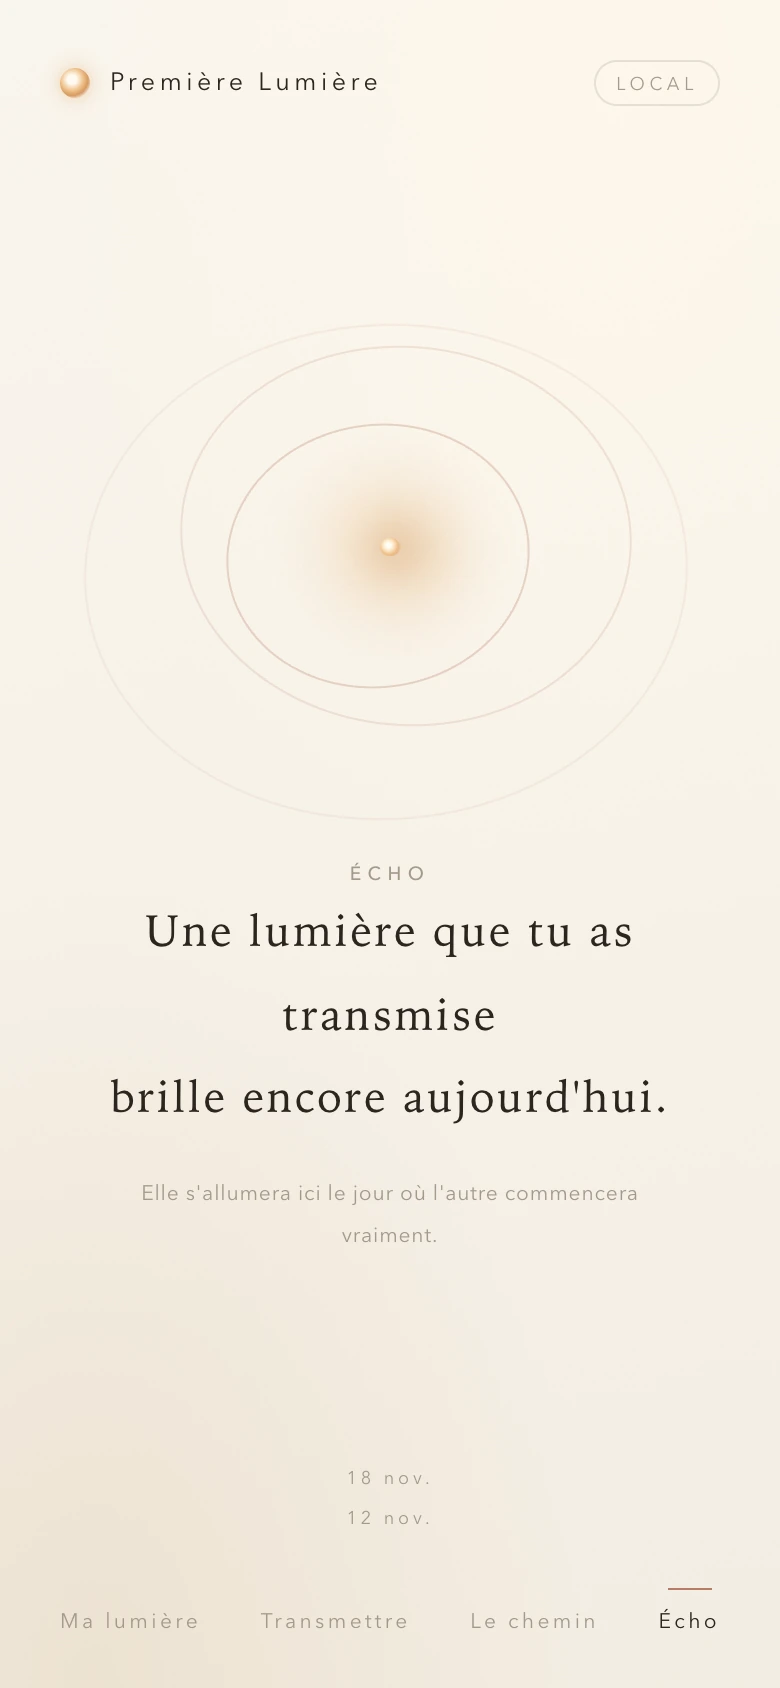 Première Lumière
LOCAL
ÉCHO
Une lumière que tu as
transmise
brille encore aujourd'hui.
Elle s'allumera ici le jour où l'autre commencera
vraiment.
18 nov.
12 nov.
Ma lumière
Transmettre
Le chemin
Écho